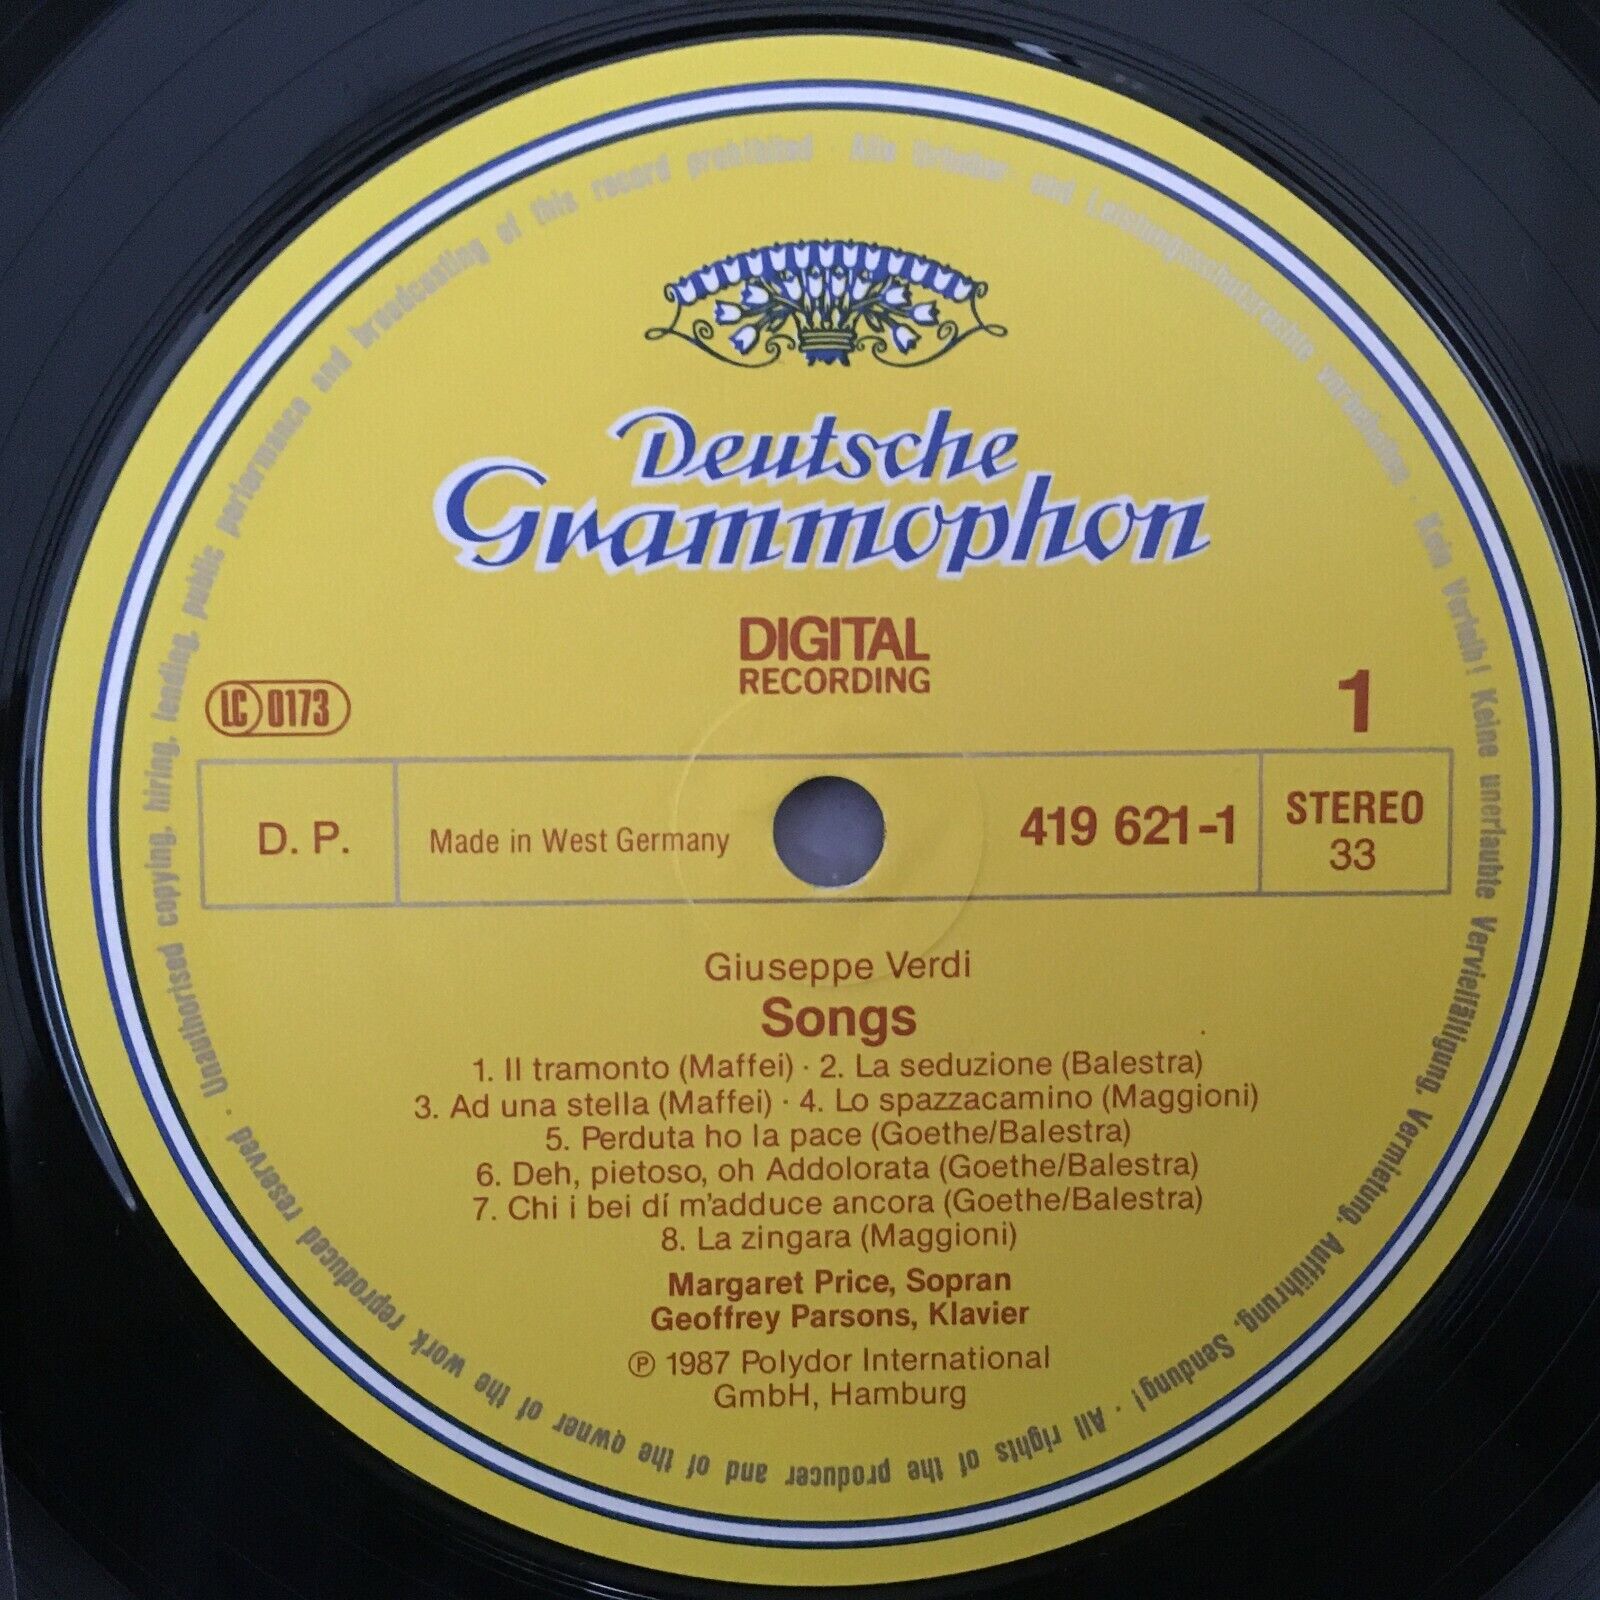 Deutsche
Grammophon
DIGITAL
RECORDING
LC 0173
1
D. P.
Made in West Germany
419 621-1
STEREO
33
Giuseppe Verdi
Songs
1. Il tramonto (Maffei) · 2. La seduzione (Balestra)
3. Ad una stella (Maffei) · 4. Lo spazzacamino (Maggioni)
5. Perduta ho la pace (Goethe/Balestra)
6. Deh, pietoso, oh Addolorata (Goethe/Balestra)
7. Chi i bei dí m'adduce ancora (Goethe/Balestra)
8. La zingara (Maggioni)
Margaret Price, Sopran
Geoffrey Parsons, Klavier
℗ 1987 Polydor International
GmbH, Hamburg
Alle Urheber- und Leistungsschutzrechte vorbehalten · Kein Verleih! Keine unerlaubte Vervielfältigung, Vermietung, Aufführung, Sendung! · All rights of the producer and of the owner of the work reproduced reserved · Unauthorised copying, hiring, lending, public performance and broadcasting of this record prohibited ·